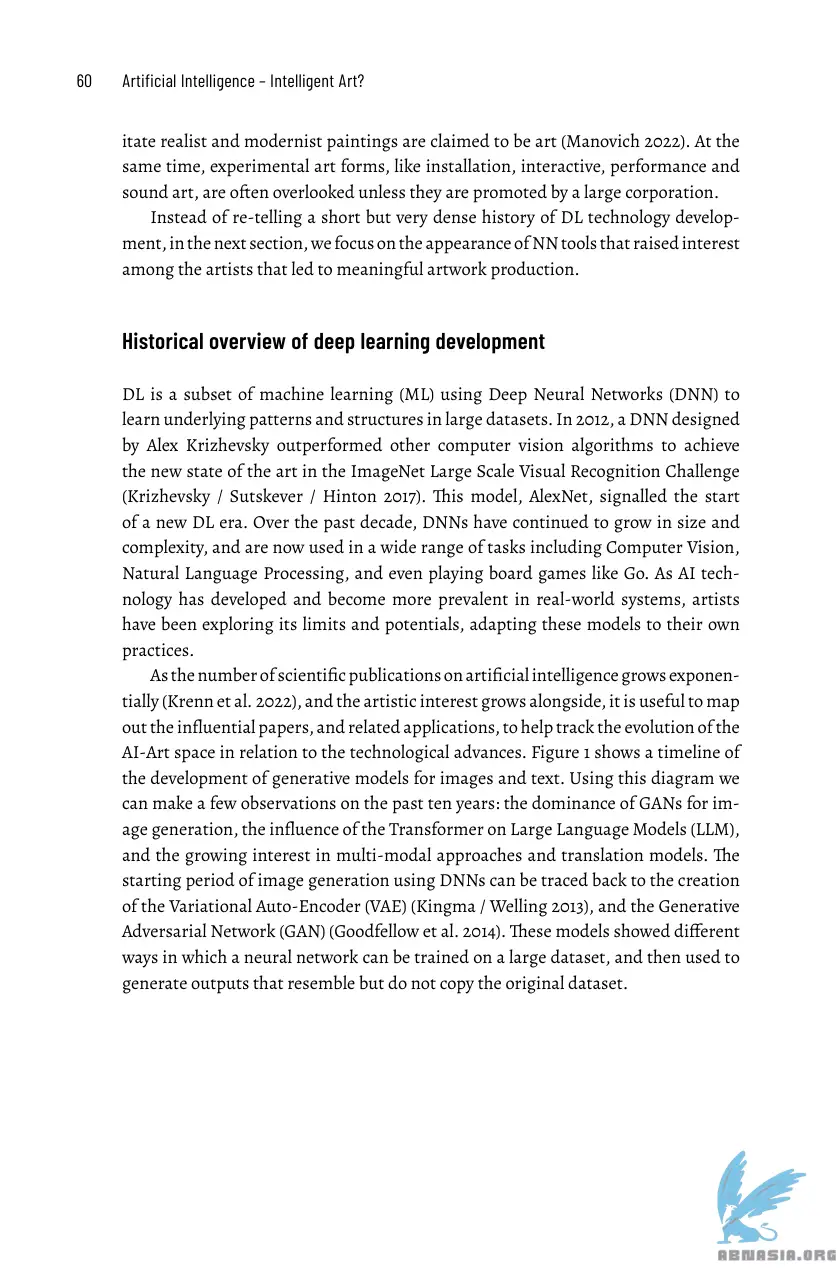 60 Artificial Intelligence – Intelligent Art?
itate realist and modernist paintings are claimed to be art (Manovich 2022). At the
same time, experimental art forms, like installation, interactive, performance and
sound art, are often overlooked unless they are promoted by a large corporation.
Instead of re-telling a short but very dense history of DL technology develop-
ment, in the next section, we focus on the appearance of NN tools that raised interest
among the artists that led to meaningful artwork production.
Historical overview of deep learning development
DL is a subset of machine learning (ML) using Deep Neural Networks (DNN) to
learn underlying patterns and structures in large datasets. In 2012, a DNN designed
by Alex Krizhevsky outperformed other computer vision algorithms to achieve
the new state of the art in the ImageNet Large Scale Visual Recognition Challenge
(Krizhevsky / Sutskever / Hinton 2017). This model, AlexNet, signalled the start
of a new DL era. Over the past decade, DNNs have continued to grow in size and
complexity, and are now used in a wide range of tasks including Computer Vision,
Natural Language Processing, and even playing board games like Go. As AI tech-
nology has developed and become more prevalent in real-world systems, artists
have been exploring its limits and potentials, adapting these models to their own
practices.
As the number of scientific publications on artificial intelligence grows exponen-
tially (Krenn et al. 2022), and the artistic interest grows alongside, it is useful to map
out the influential papers, and related applications, to help track the evolution of the
AI-Art space in relation to the technological advances. Figure 1 shows a timeline of
the development of generative models for images and text. Using this diagram we
can make a few observations on the past ten years: the dominance of GANs for im-
age generation, the influence of the Transformer on Large Language Models (LLM),
and the growing interest in multi-modal approaches and translation models. The
starting period of image generation using DNNs can be traced back to the creation
of the Variational Auto-Encoder (VAE) (Kingma / Welling 2013), and the Generative
Adversarial Network (GAN) (Goodfellow et al. 2014). These models showed different
ways in which a neural network can be trained on a large dataset, and then used to
generate outputs that resemble but do not copy the original dataset.
ABNASIA.ORG